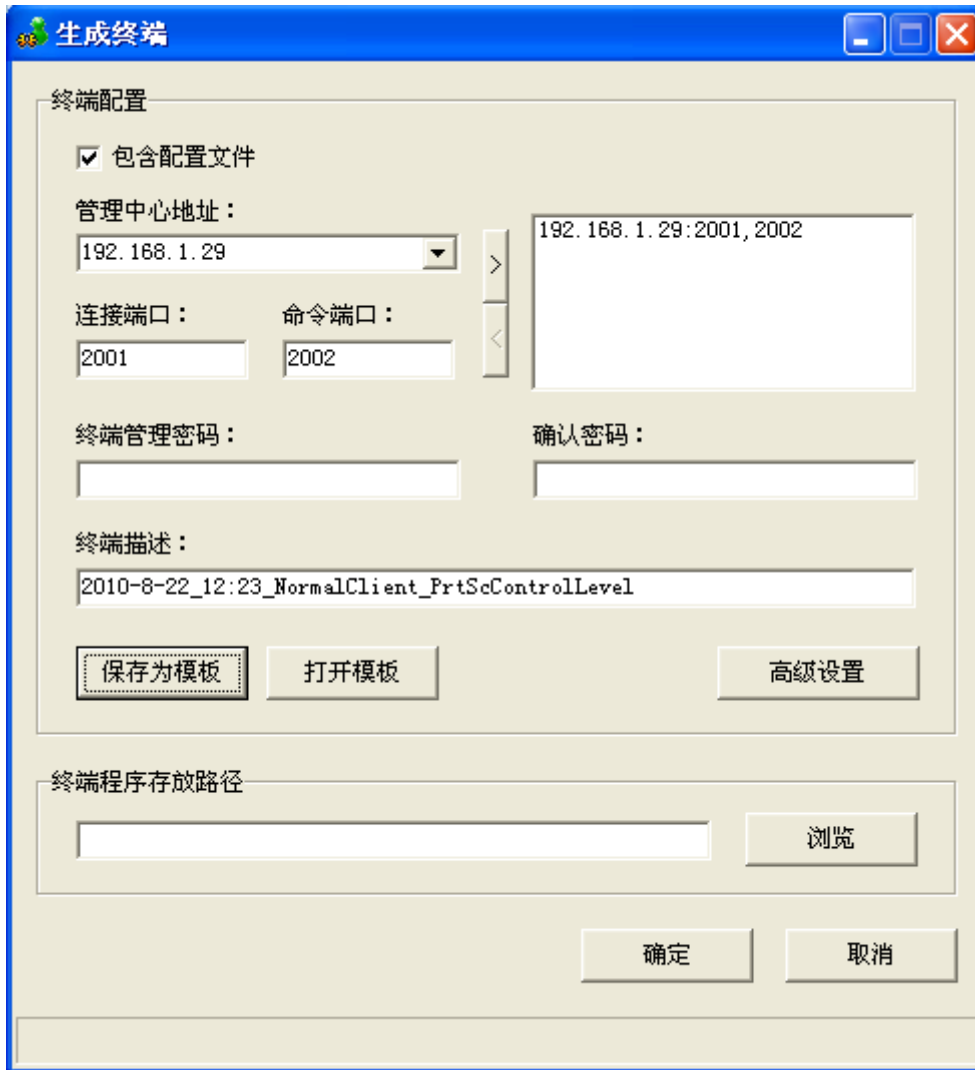 生成终端
终端配置
包含配置文件
管理中心地址：
192.168.1.29
192.168.1.29:2001,2002
>
连接端口：
命令端口：
<
2001
2002
终端管理密码：
确认密码：
终端描述：
2010-8-22_12:23_NormalClient_PrtScControlLevel
保存为模板
打开模板
高级设置
终端程序存放路径
浏览
确定
取消